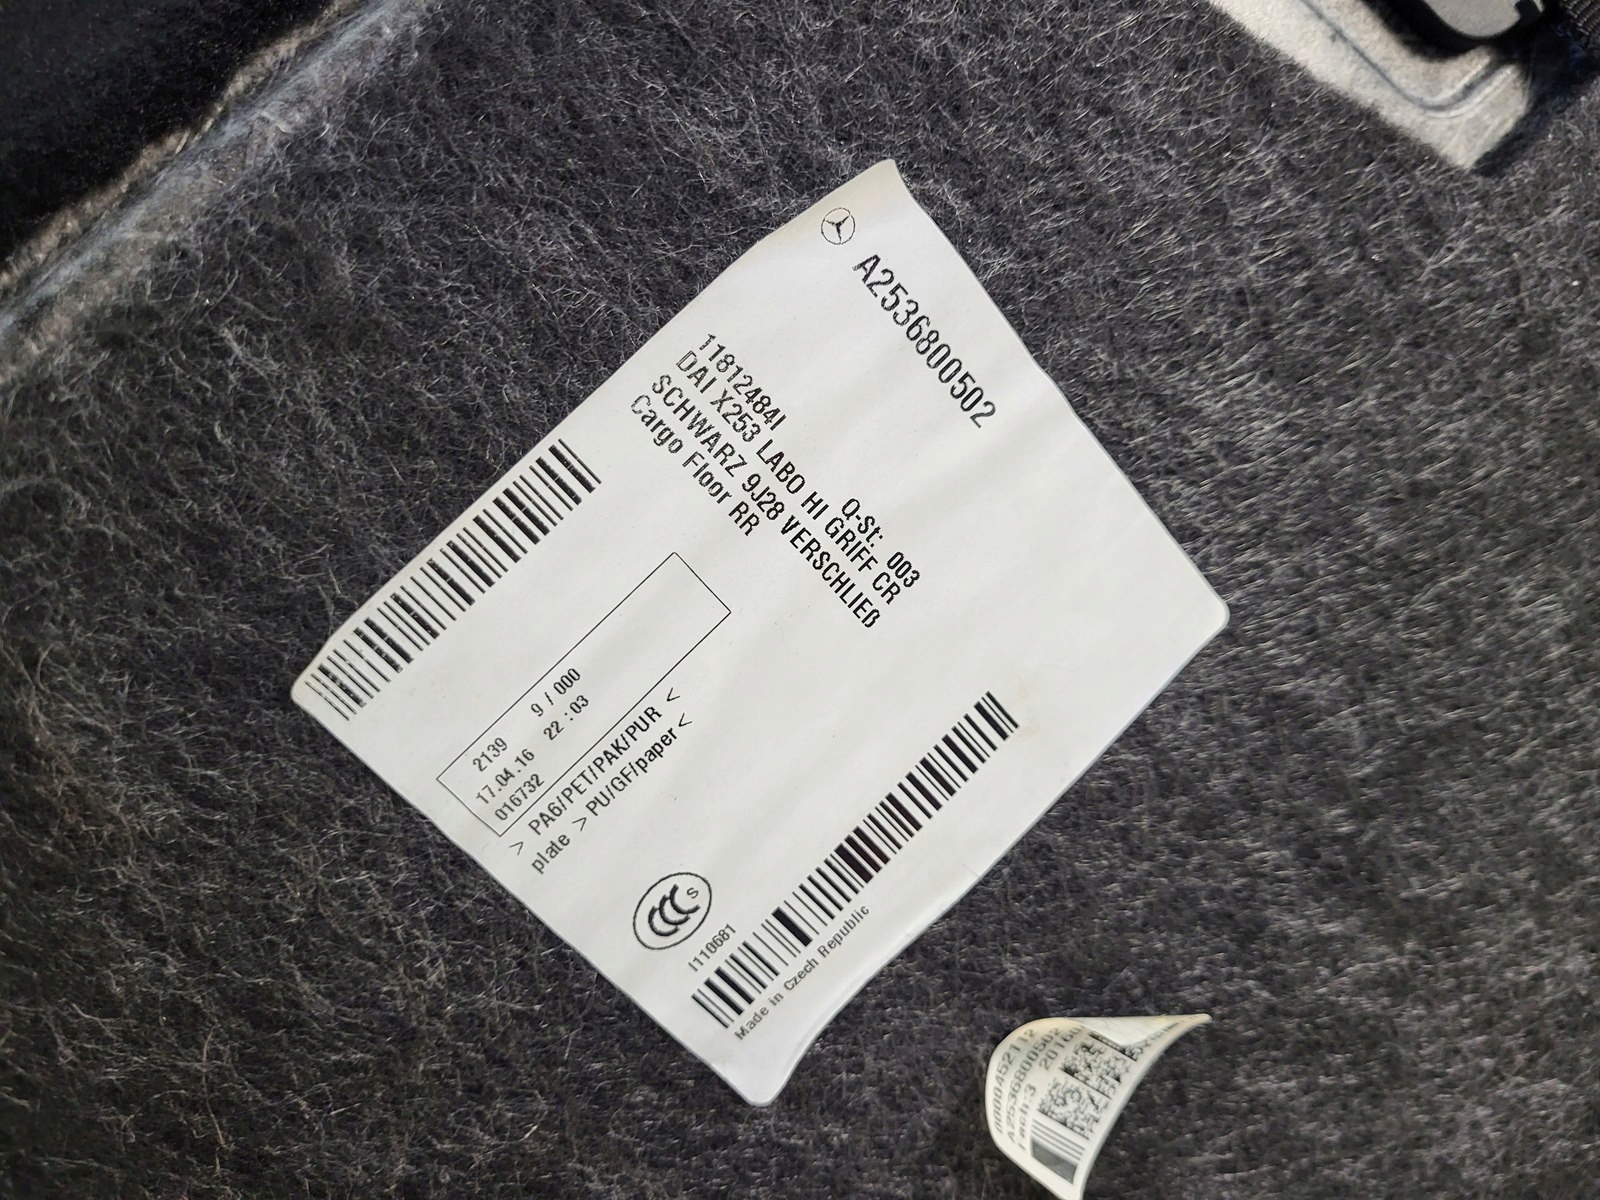 A2536800502
Q-St: 003
11812484I
DAI X253 LABO HI GRIFF CR
SCHWARZ 9J28 VERSCHLIEß
Cargo Floor RR
2139 9 / 000
17.04.16 22 : 03
016732
> PA6/PET/PAK/PUR <
plate > PU/GF/paper <
CCC S
I110681
Made in Czech Republic
A2536800502